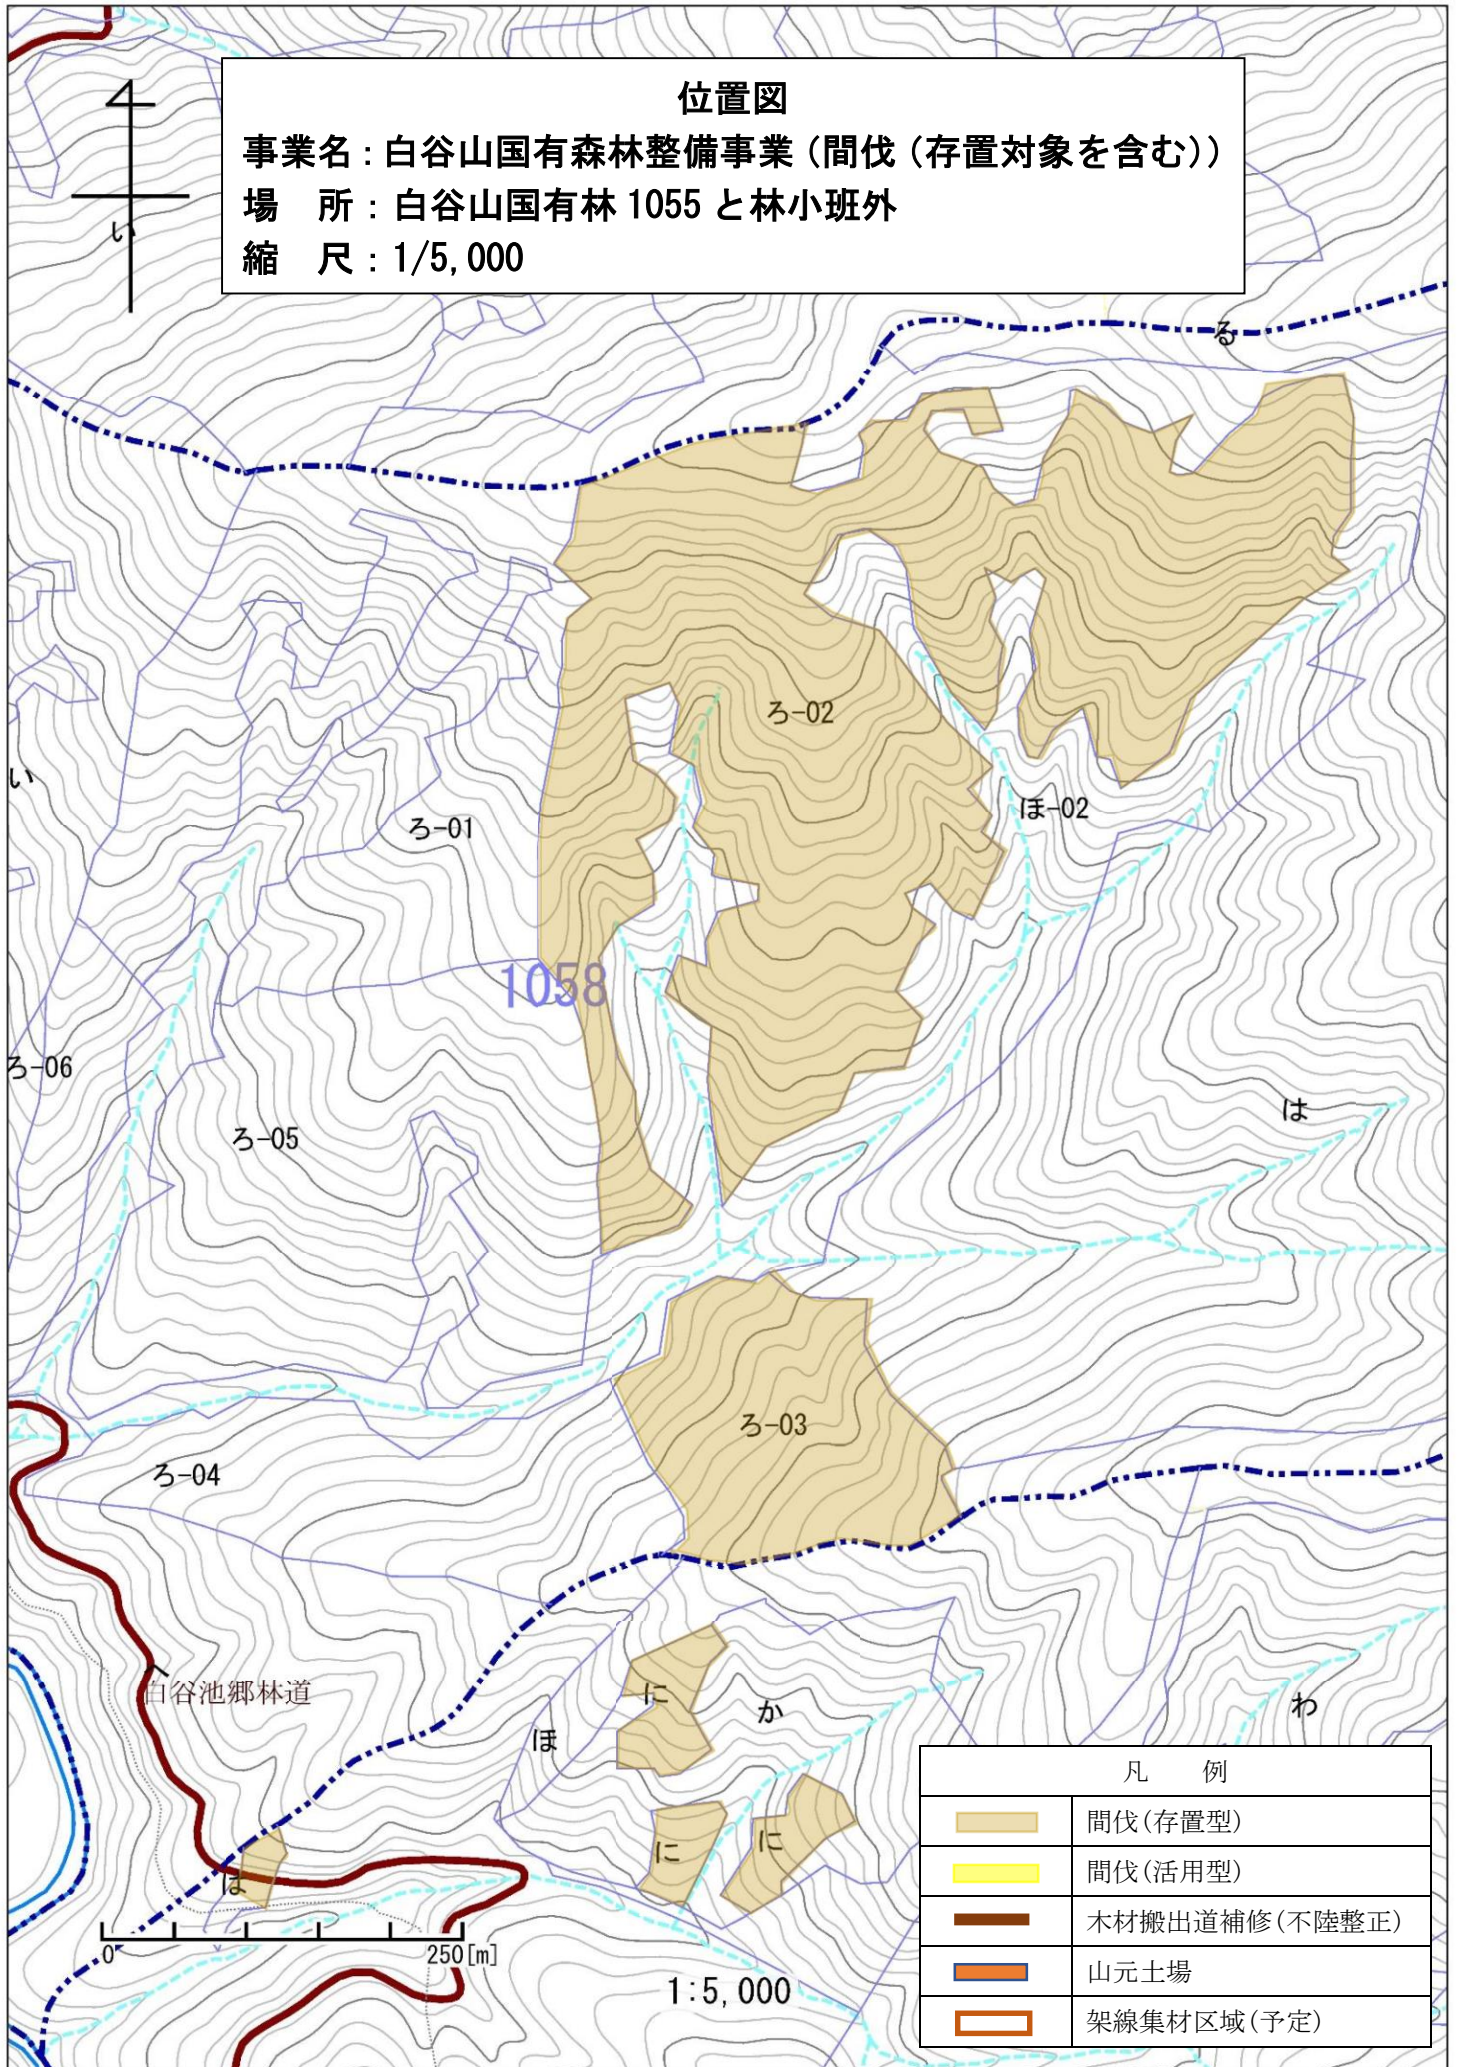 位置図
事業名：白谷山国有森林整備事業（間伐（存置対象を含む））
場　所：白谷山国有林 1055 と林小班外
縮　尺：1/5,000
い
る
ろ-02
い
ろ-01
ほ-02
1058
ろ-06
は
ろ-05
ろ-03
ろ-04
へ
白谷池郷林道
に
か
わ
ほ
に
に
は
0
250[m]
1:5,000
凡　例
間伐(存置型)
間伐(活用型)
木材搬出道補修(不陸整正)
山元土場
架線集材区域(予定)